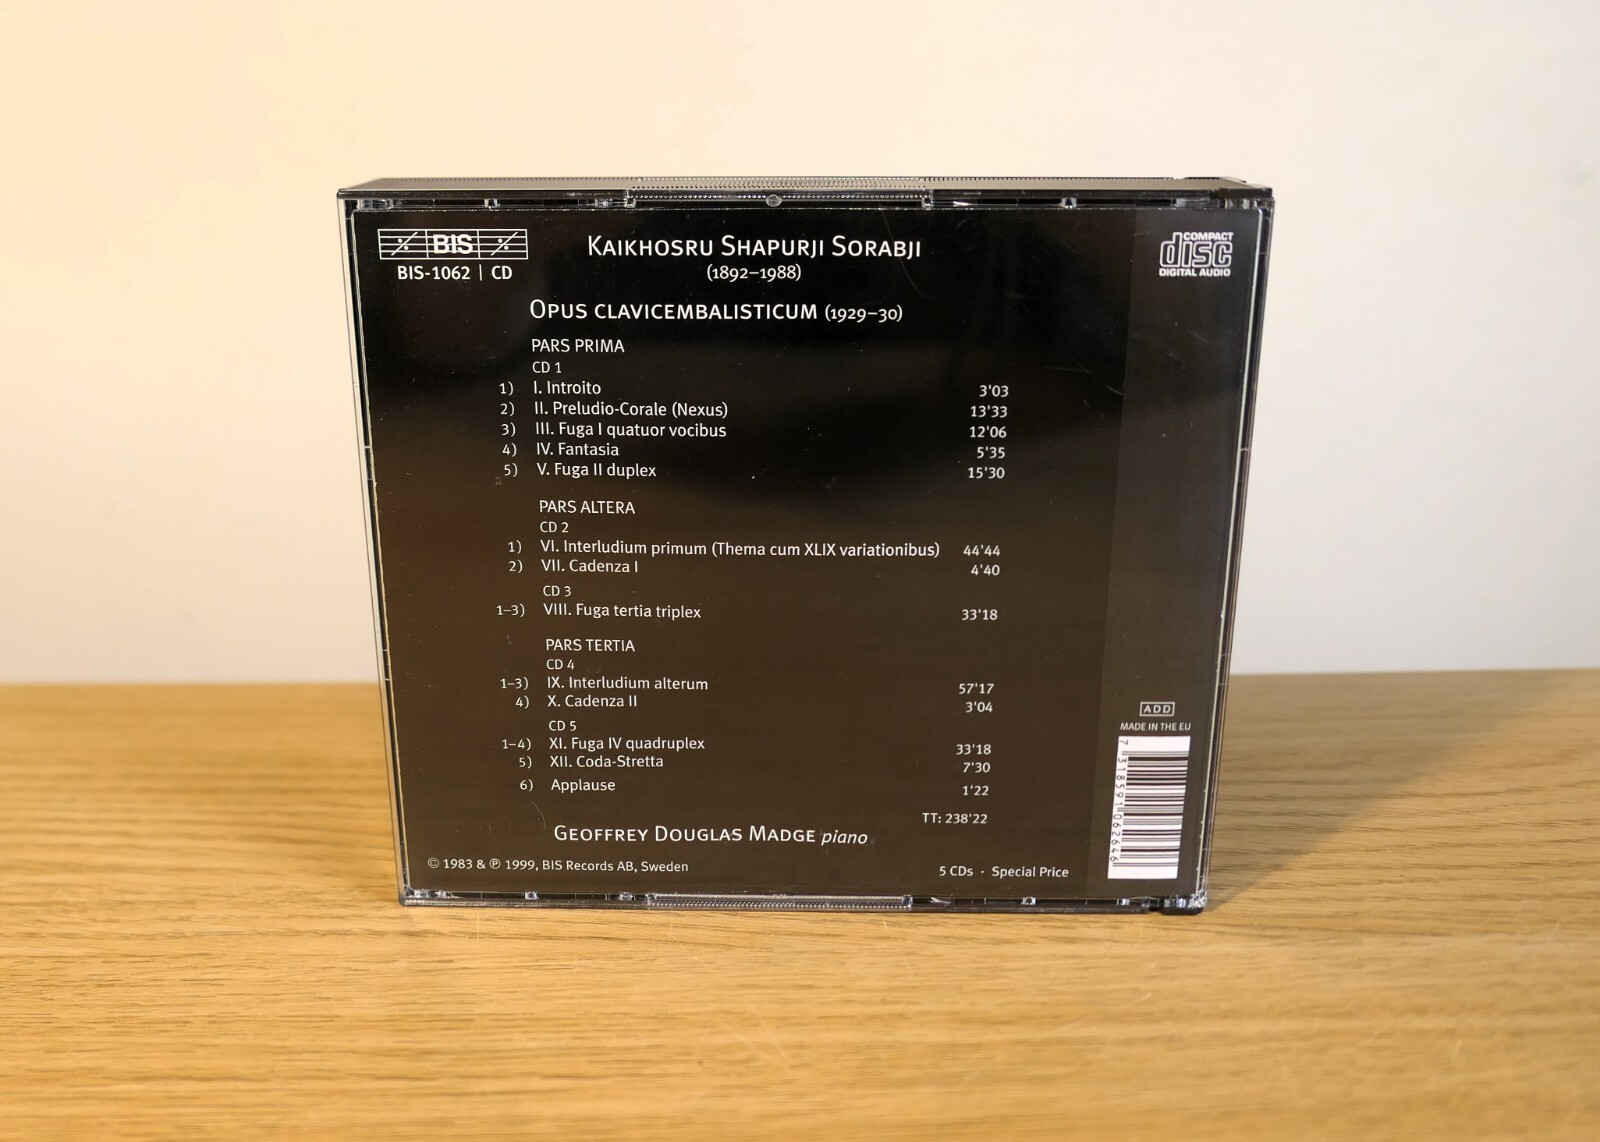 BIS
BIS-1062 | CD
COMPACT
disc
DIGITAL AUDIO
KAIKHOSRU SHAPURJI SORABJI
(1892–1988)
OPUS CLAVICEMBALISTICUM (1929–30)
PARS PRIMA
CD 1
1) I. Introito 3'03
2) II. Preludio-Corale (Nexus) 13'33
3) III. Fuga I quatuor vocibus 12'06
4) IV. Fantasia 5'35
5) V. Fuga II duplex 15'30
PARS ALTERA
CD 2
1) VI. Interludium primum (Thema cum XLIX variationibus) 44'44
2) VII. Cadenza I 4'40
CD 3
1–3) VIII. Fuga tertia triplex 33'18
PARS TERTIA
CD 4
1–3) IX. Interludium alterum 57'17
4) X. Cadenza II 3'04
CD 5
1–4) XI. Fuga IV quadruplex 33'18
5) XII. Coda-Stretta 7'30
6) Applause 1'22
TT: 238'22
GEOFFREY DOUGLAS MADGE piano
© 1983 & ℗ 1999, BIS Records AB, Sweden
5 CDs · Special Price
ADD
MADE IN THE EU
7 318591 062646